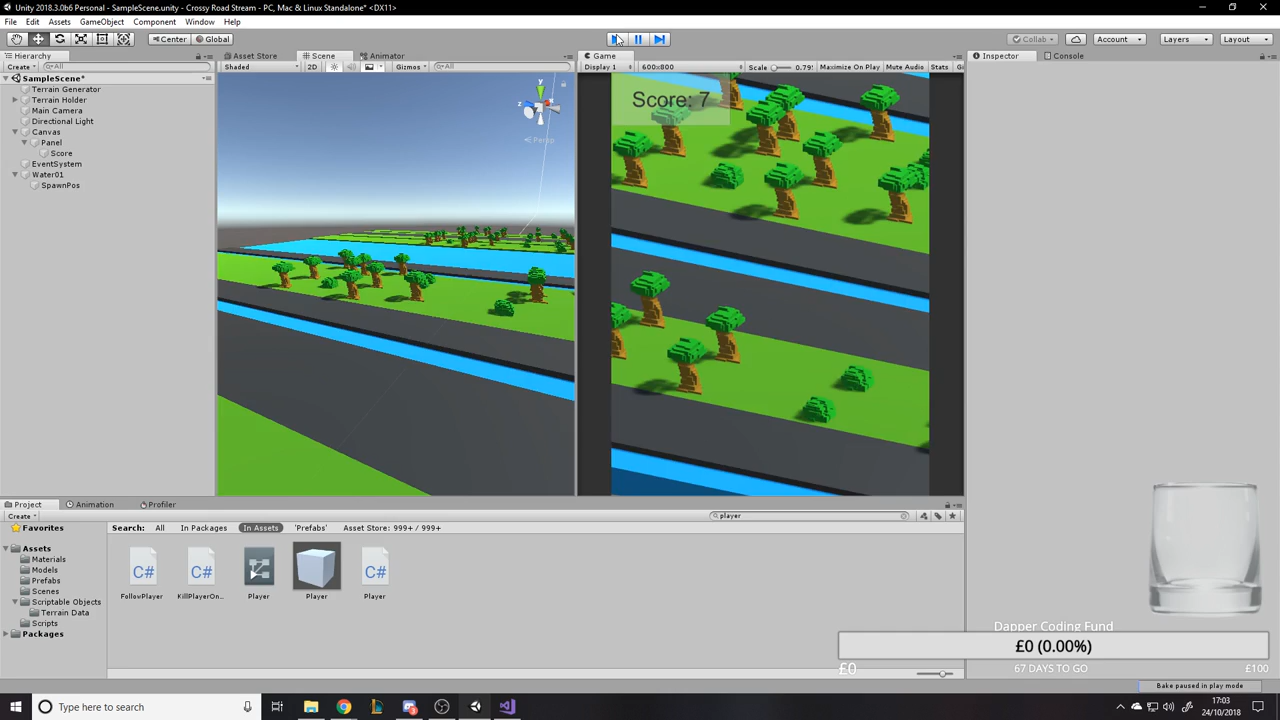 Unity 2018.3.0b6 Personal - SampleScene.unity - Crossy Road Stream - PC, Mac & Linux Standalone* <DX11>
File Edit Assets GameObject Component Window Help
Center Global Collab Account Layers Layout
Hierarchy Asset Store Scene Animator Game Inspector Console
Create All Shaded 2D Gizmos All Display 1 600x800 Scale 0.79 Maximize On Play Mute Audio Stats Gi
SampleScene*
Terrain Generator
Terrain Holder
Main Camera
Directional Light
Canvas
Panel
Score
EventSystem
Water01
SpawnPos
y
z
Persp
Score: 7
Project Animation Profiler
Create player
Favorites
Search: All In Packages In Assets 'Prefabs' Asset Store: 999+ / 999+
Assets
Materials
Models
Prefabs
Scenes
Scriptable Objects
Terrain Data
Scripts
Packages
C# C# C#
FollowPlayer KillPlayerOn... Player Player Player
Dapper Coding Fund
£0 (0.00%)
£0 67 DAYS TO GO £100
Bake paused in play mode
Type here to search
17:03
24/10/2018